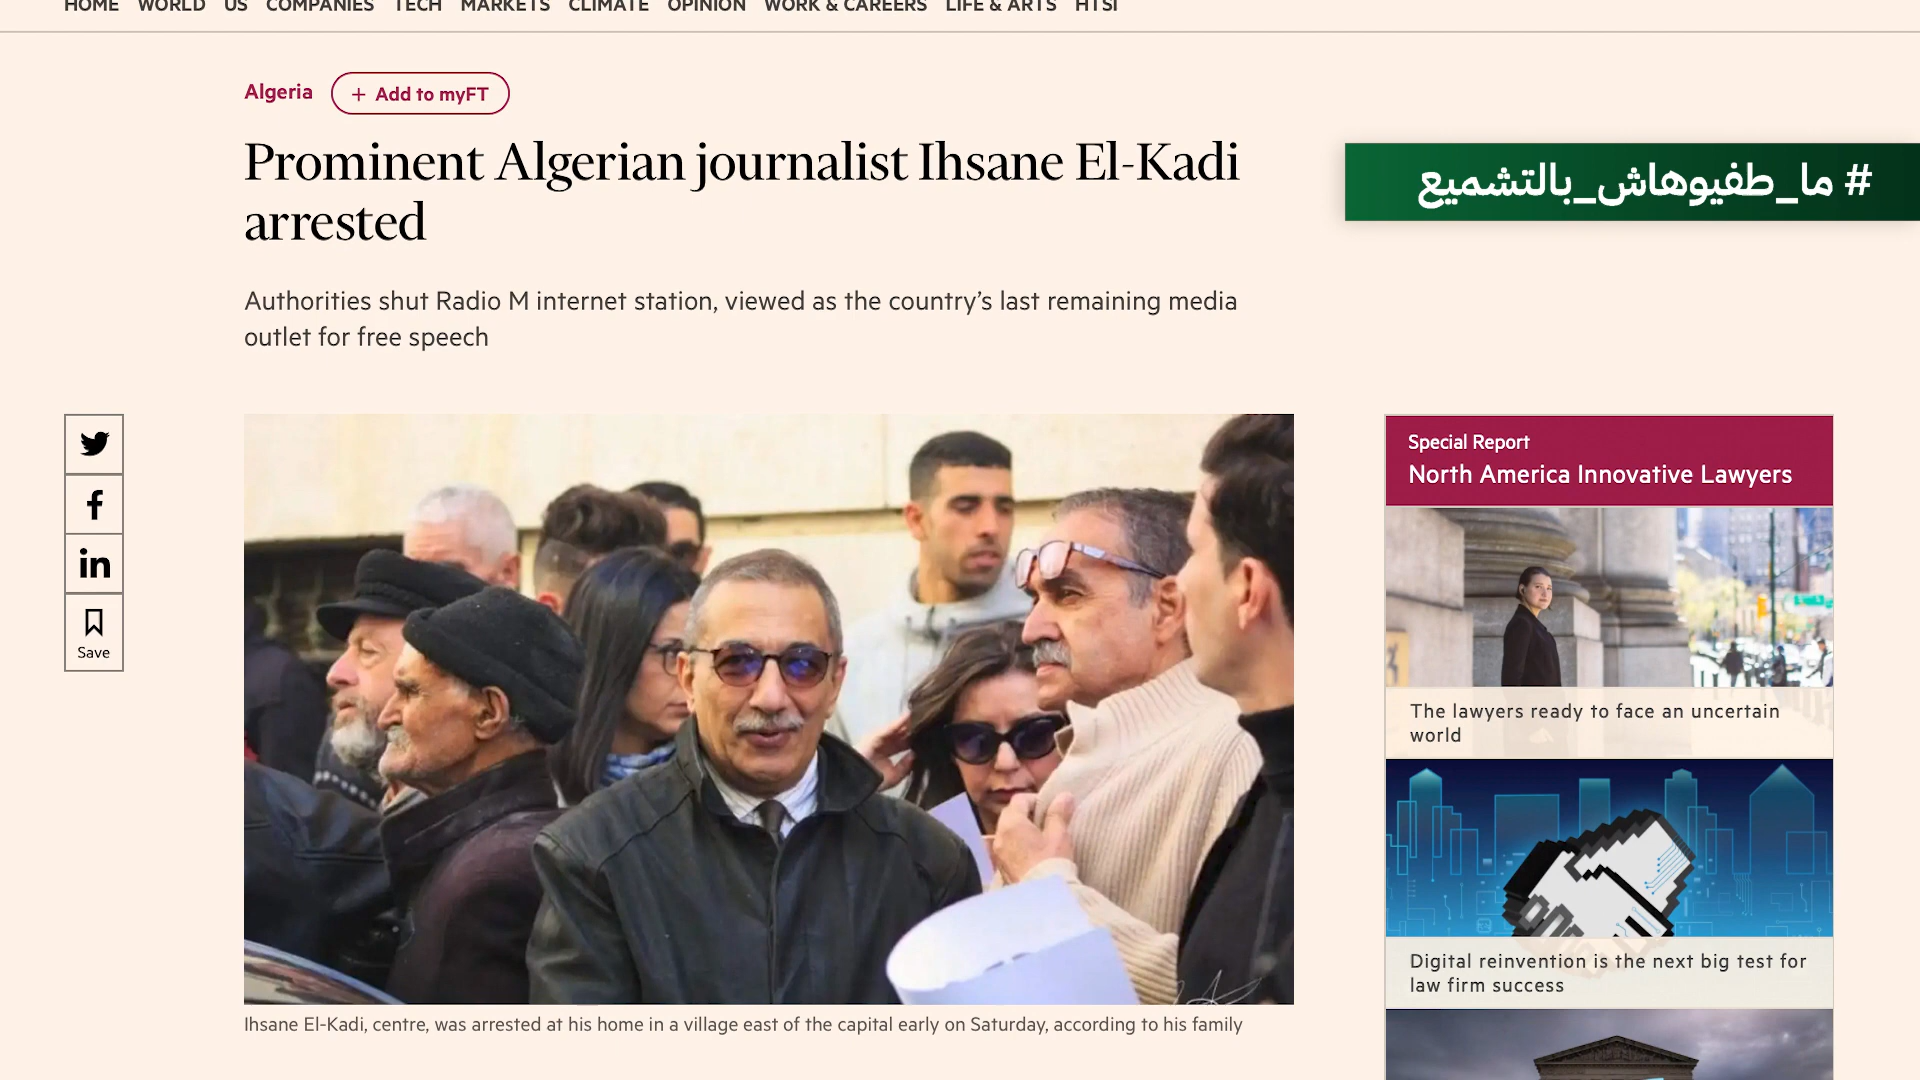 HOME WORLD US COMPANIES TECH MARKETS CLIMATE OPINION WORK & CAREERS LIFE & ARTS HTSI
Algeria
+ Add to myFT
Prominent Algerian journalist Ihsane El-Kadi
arrested
# ما_طفيوهاش_بالتشميع
Authorities shut Radio M internet station, viewed as the country’s last remaining media
outlet for free speech
Save
Ihsane El-Kadi, centre, was arrested at his home in a village east of the capital early on Saturday, according to his family
Special Report
North America Innovative Lawyers
The lawyers ready to face an uncertain
world
Digital reinvention is the next big test for
law firm success